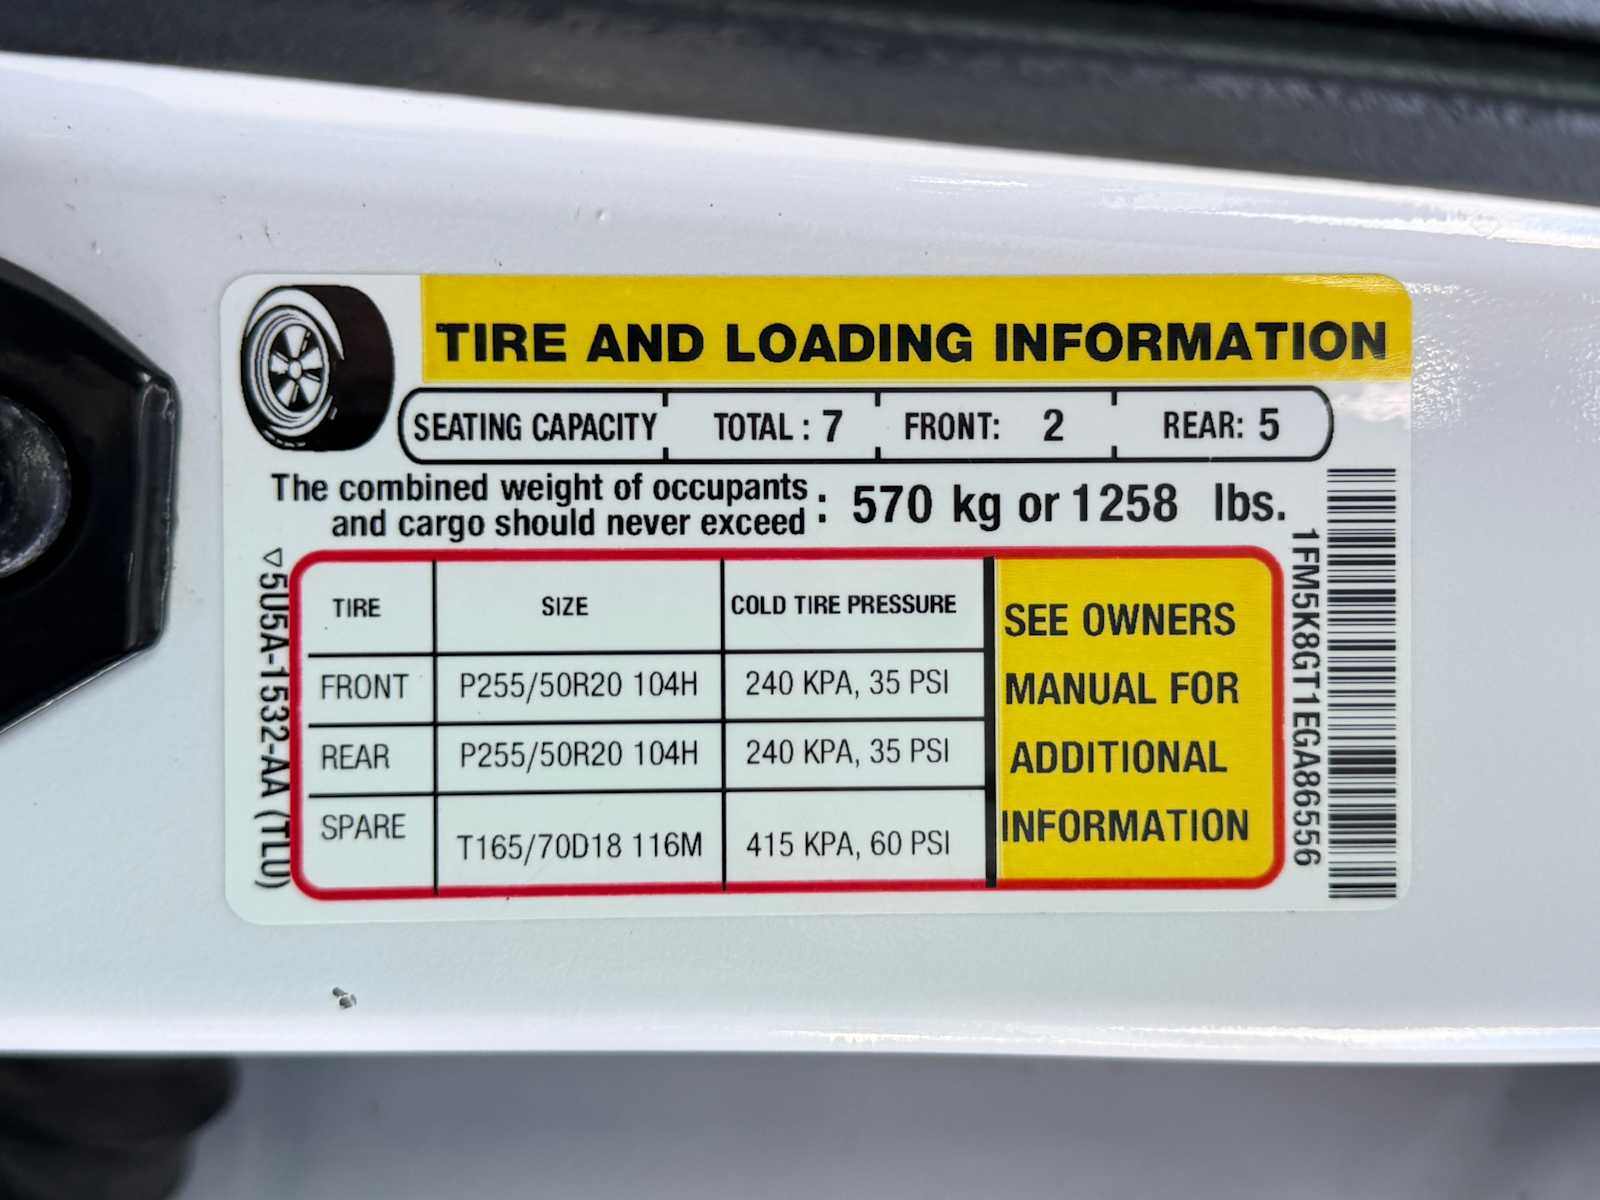 TIRE AND LOADING INFORMATION
SEATING CAPACITY TOTAL : 7 FRONT: 2 REAR: 5
The combined weight of occupants
and cargo should never exceed : 570 kg or 1258 lbs.
TIRE SIZE COLD TIRE PRESSURE
FRONT P255/50R20 104H 240 KPA, 35 PSI
REAR P255/50R20 104H 240 KPA, 35 PSI
SPARE T165/70D18 116M 415 KPA, 60 PSI
SEE OWNERS
MANUAL FOR
ADDITIONAL
INFORMATION
5U5A-1532-AA (TLU)
1FM5K8GT1EGA86556